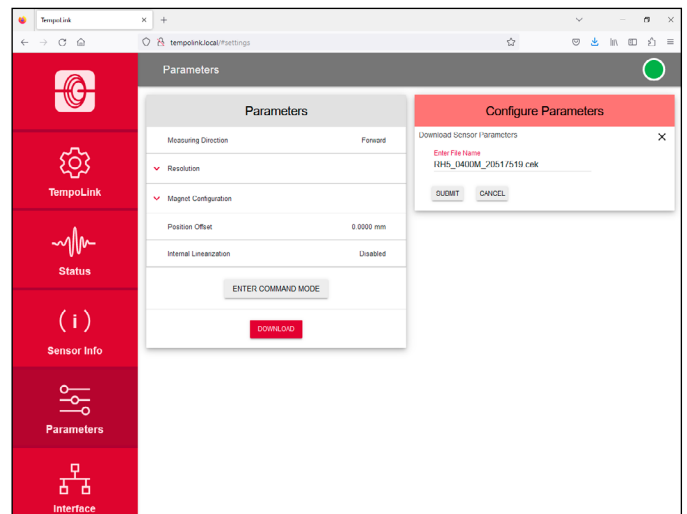 TempoLink
tempolink.local/#settings
Parameters
TempoLink
Status
( i )
Sensor Info
Parameters
Interface
Parameters
Measuring Direction Forward
Resolution
Magnet Configuration
Position Offset 0.0000 mm
Internal Linearization Disabled
ENTER COMMAND MODE
DOWNLOAD
Configure Parameters
Download Sensor Parameters
Enter File Name
RH5_0400M_20517519.cek
SUBMIT CANCEL